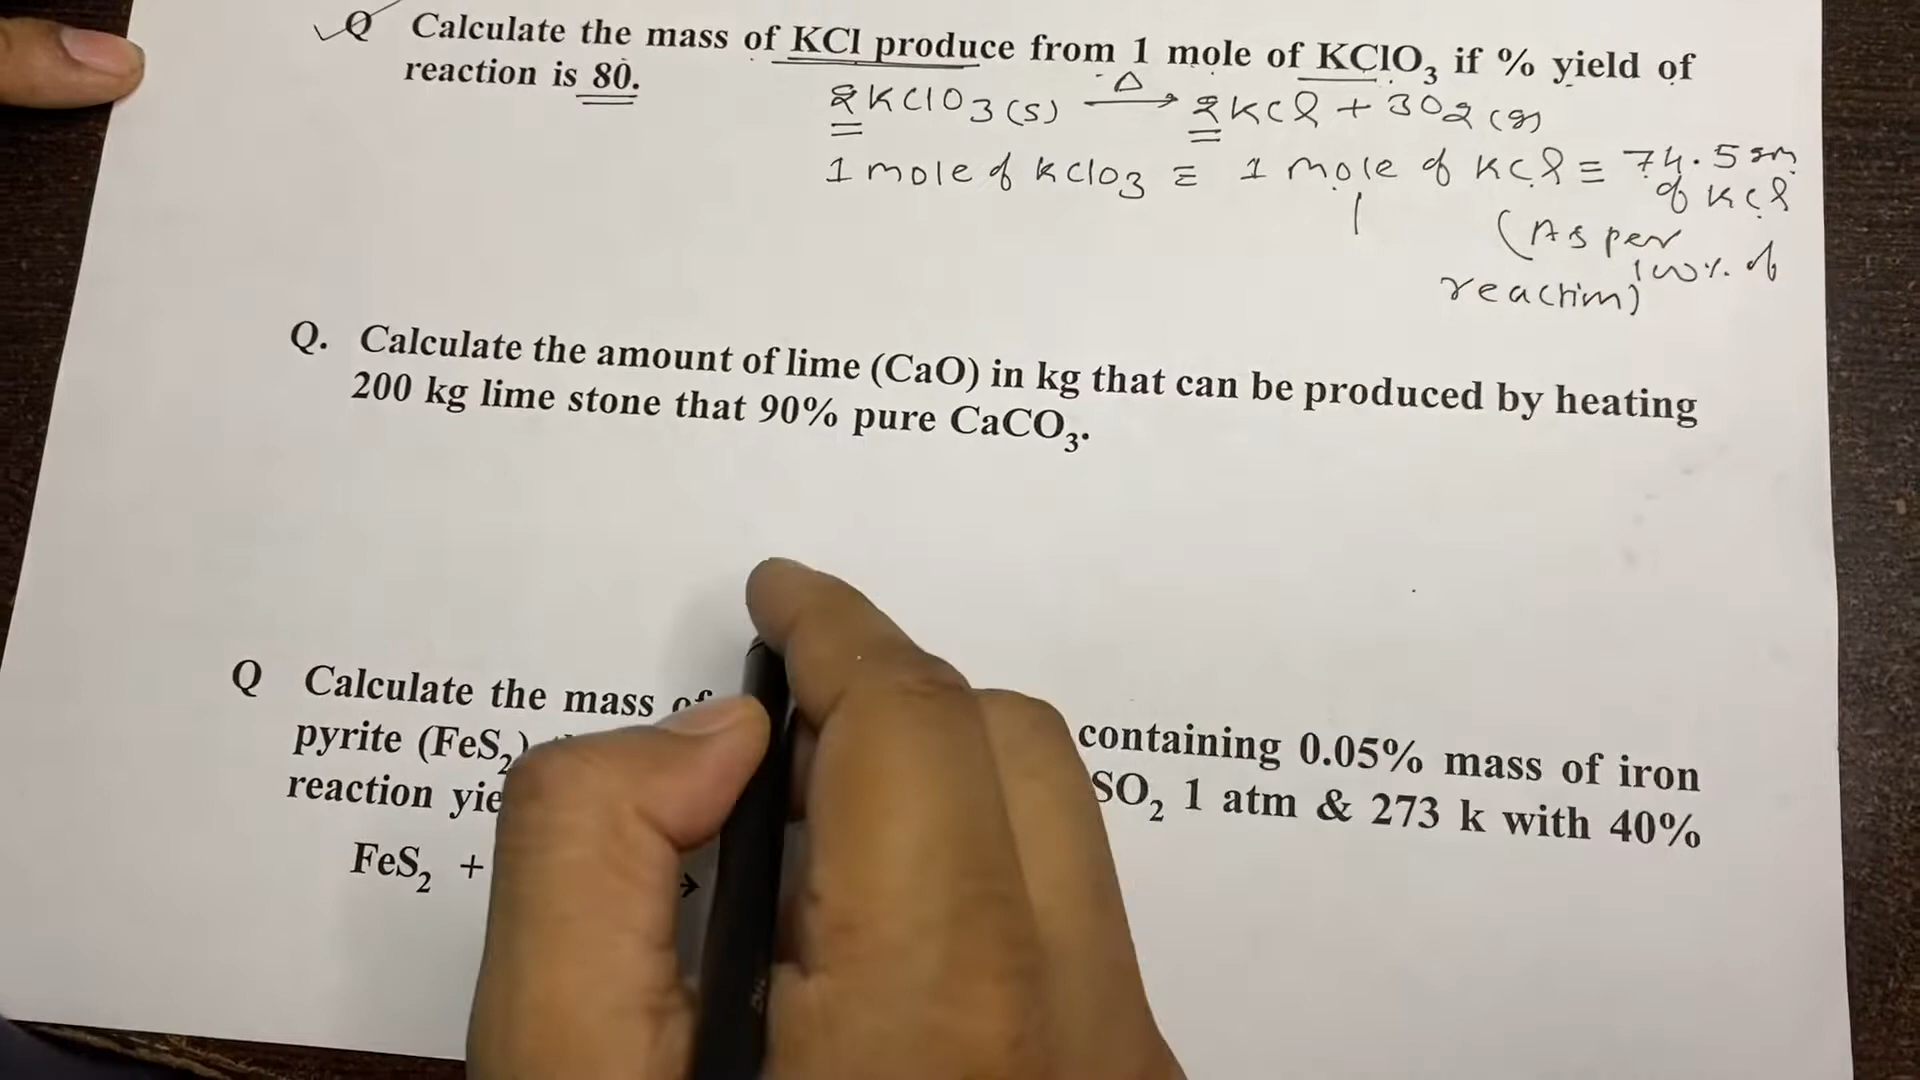 Q Calculate the mass of KCl produce from 1 mole of KClO₃ if % yield of
reaction is 80.
2KClO3(s) Δ→ 2KCl + 3O2(g)
1 mole of KClO3 ≡ 1 mole of KCl ≡ 74.5 gm
of KCl
(As per
100% of
reaction)
Q. Calculate the amount of lime (CaO) in kg that can be produced by heating
200 kg lime stone that 90% pure CaCO₃.
Q Calculate the mass of containing 0.05% mass of iron
pyrite (FeS₂)
reaction SO₂ 1 atm & 273 k with 40%
FeS₂ + →